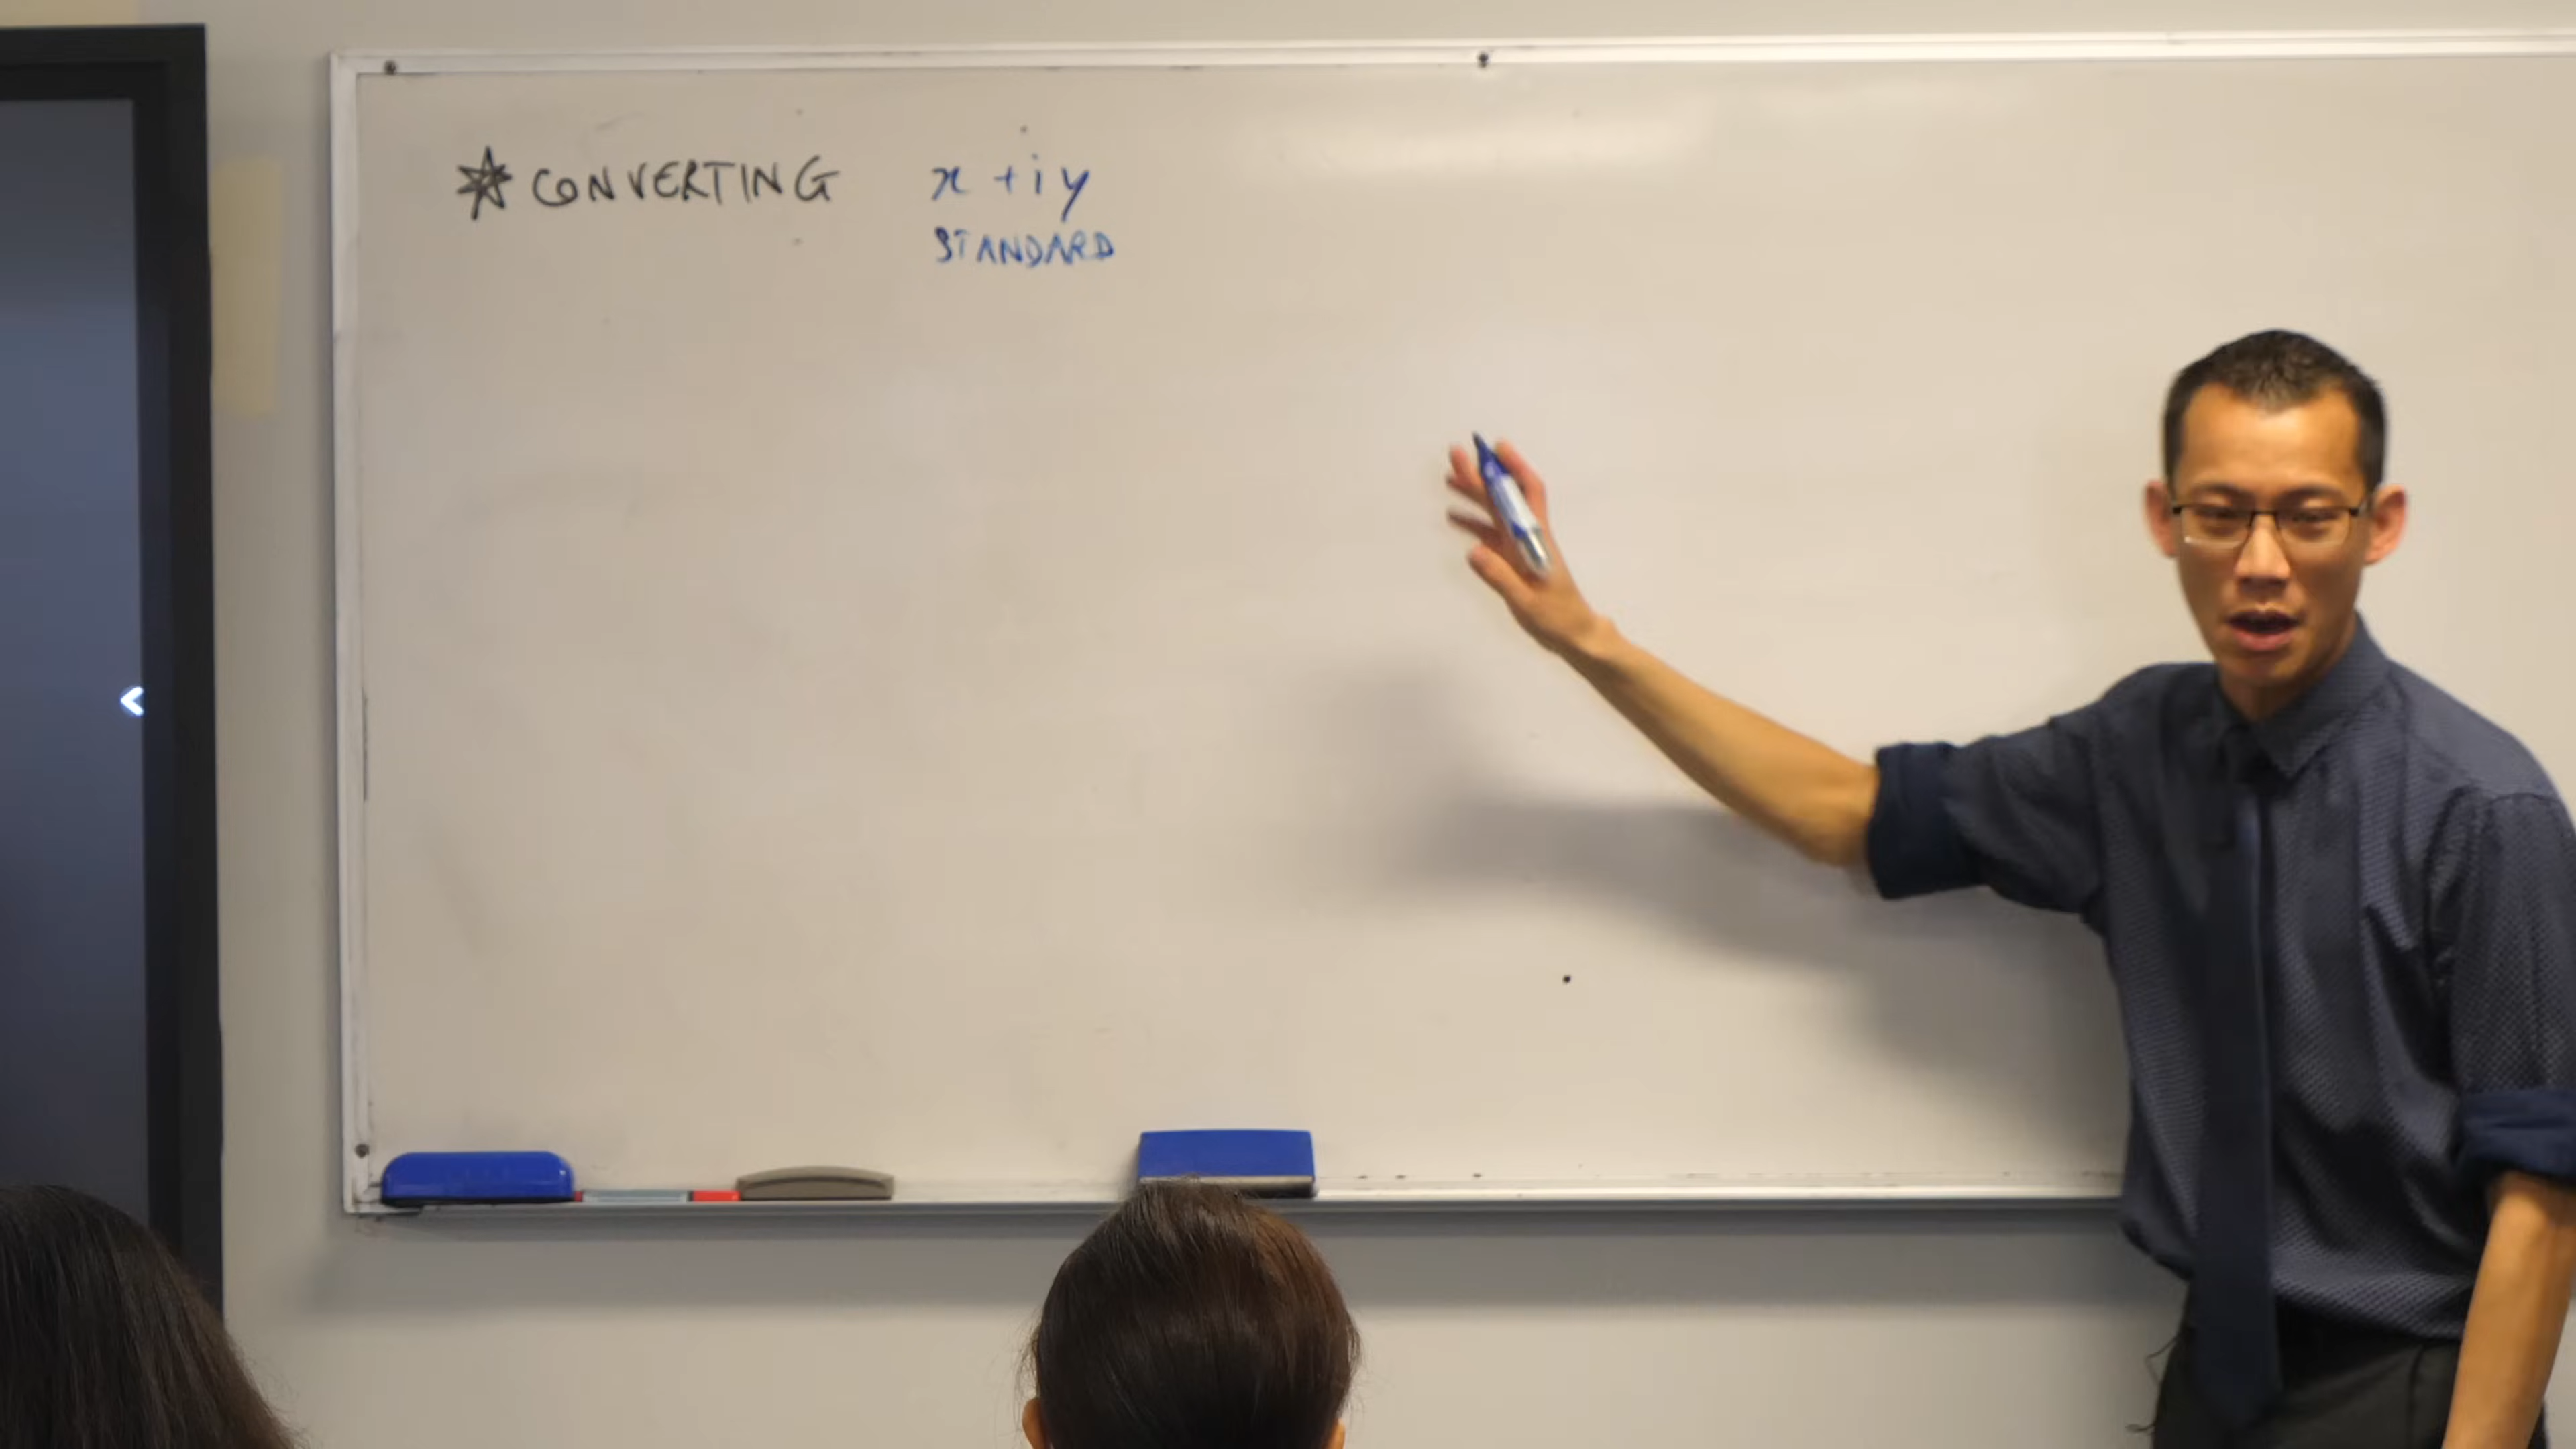 ☆ CONVERTING x + iy
STANDARD